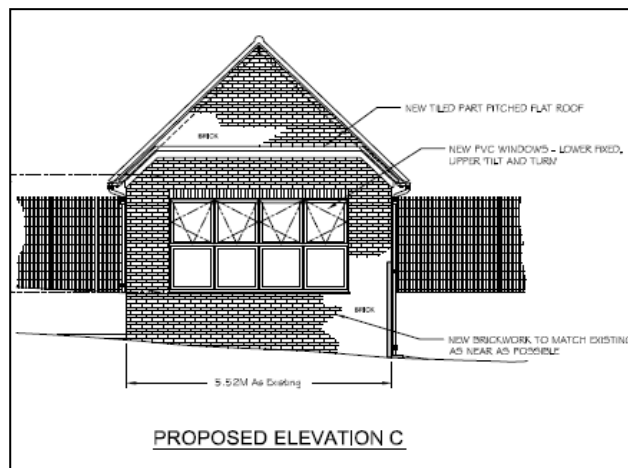 NEW TILED PART PITCHED FLAT ROOF
BRICK
NEW PVC WINDOWS - LOWER FIXED,
UPPER 'TILT AND TURN'
BRICK
NEW BRICKWORK TO MATCH EXISTING
AS NEAR AS POSSIBLE
5.52M As Existing
PROPOSED ELEVATION C